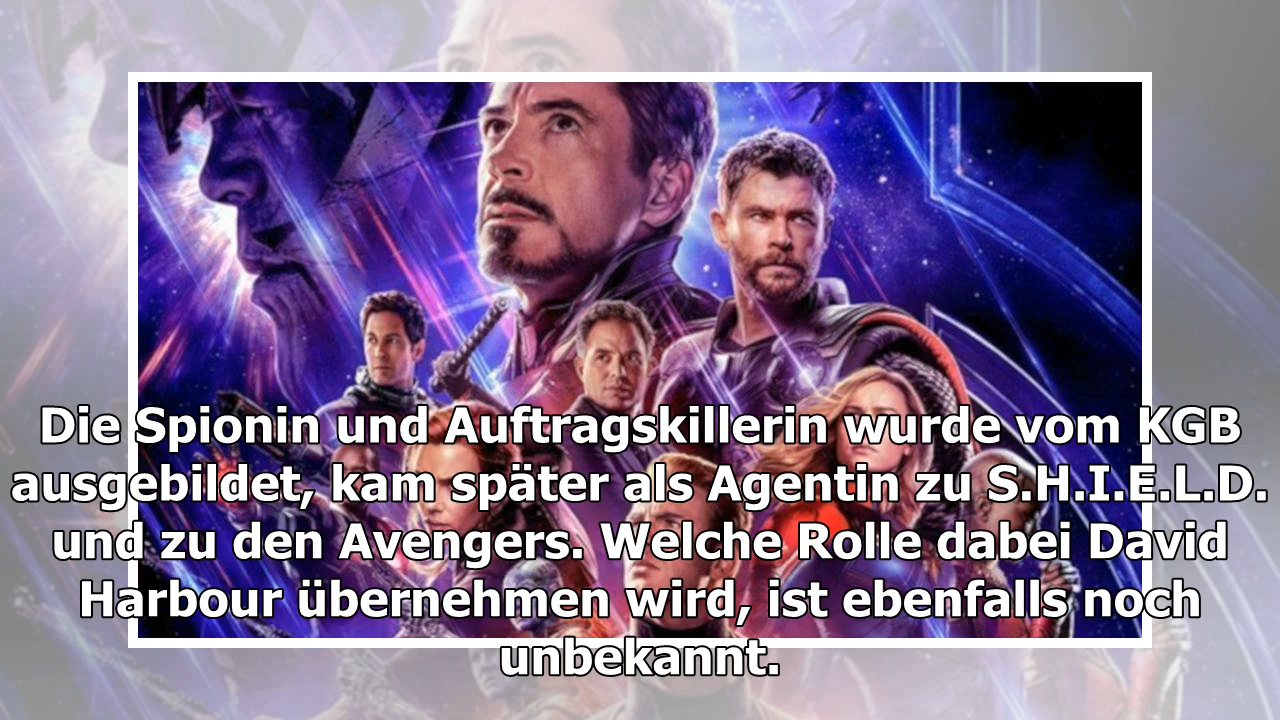 Die Spionin und Auftragskillerin wurde vom KGB
ausgebildet, kam später als Agentin zu S.H.I.E.L.D.
und zu den Avengers. Welche Rolle dabei David
Harbour übernehmen wird, ist ebenfalls noch
unbekannt.